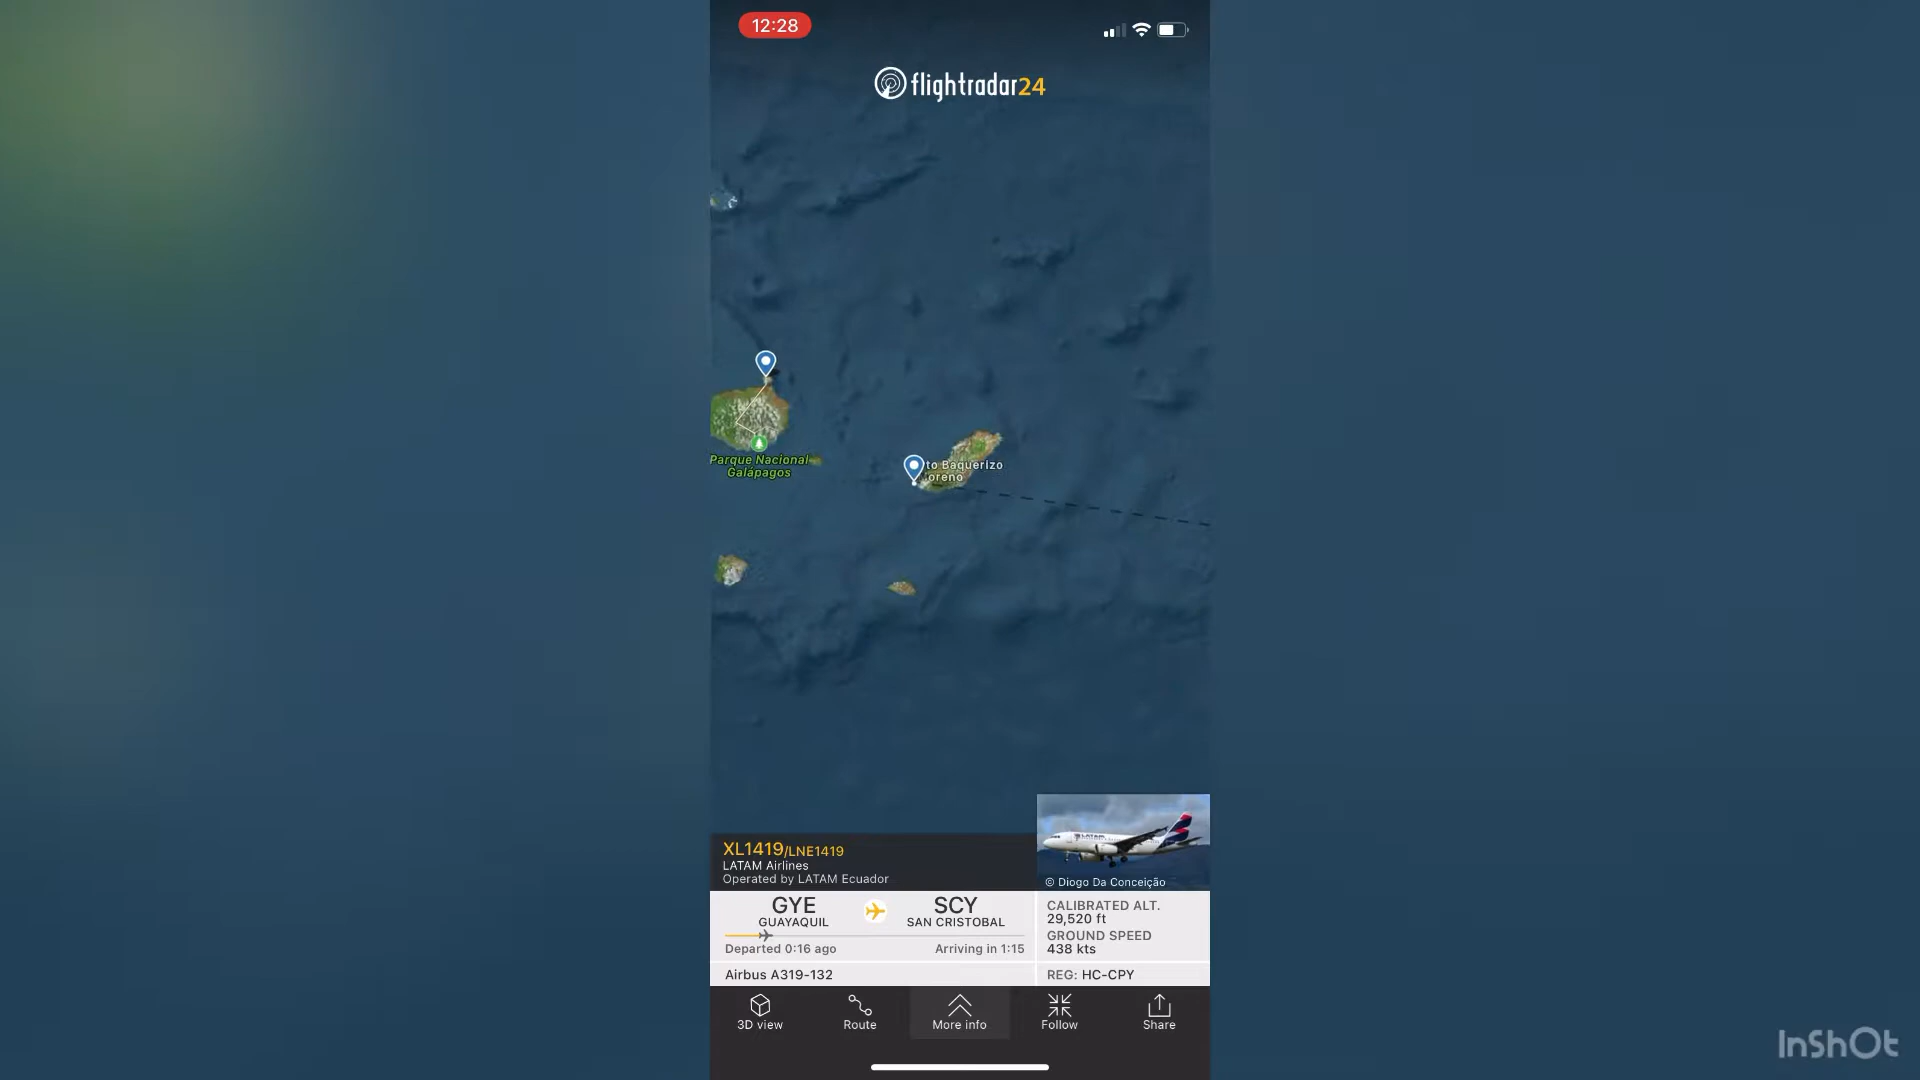 12:28
flightradar24
Parque Nacional
Galápagos
to Baquerizo
oreno
XL1419/LNE1419
LATAM Airlines
Operated by LATAM Ecuador
LATAM
© Diogo Da Conceição
GYE
GUAYAQUIL
SCY
SAN CRISTOBAL
Departed 0:16 ago
Arriving in 1:15
CALIBRATED ALT.
29,520 ft
GROUND SPEED
438 kts
Airbus A319-132
REG: HC-CPY
3D view
Route
More info
Follow
Share
InShOt